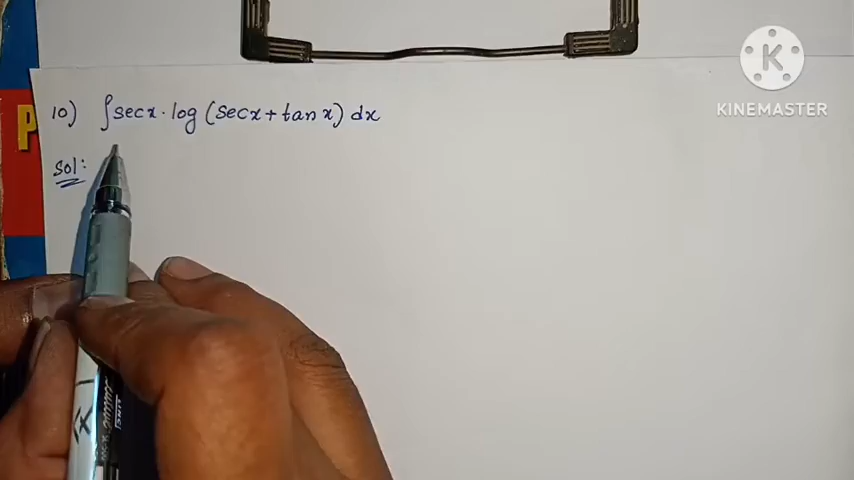 10) ∫secx · log (secx + tan x) dx
Sol:
K
KINEMASTER
P